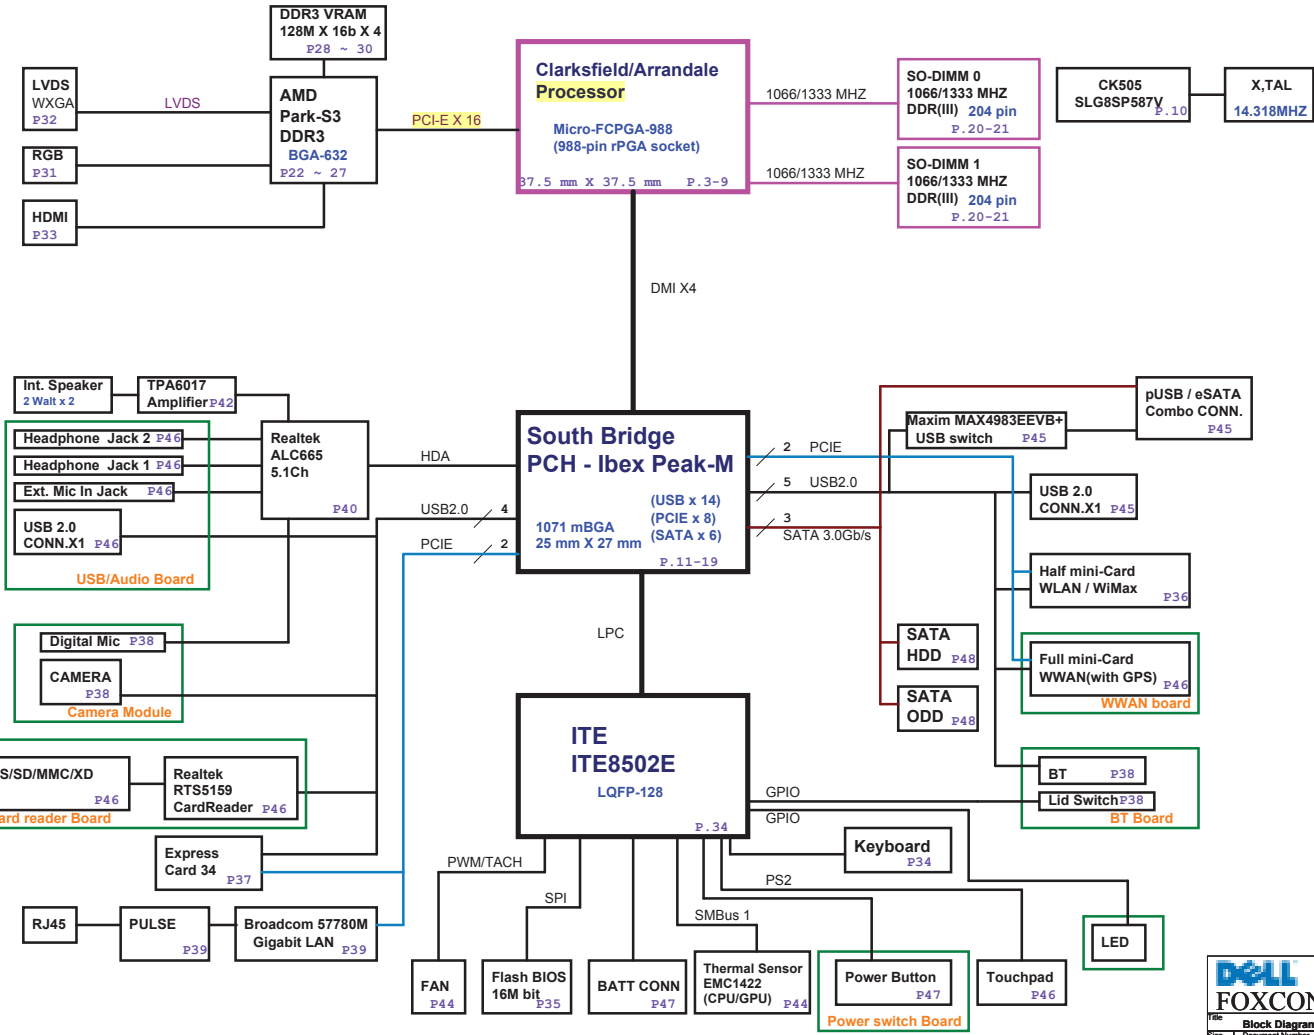 DDR3 VRAM
128M X 16b X 4
P28 ~ 30
LVDS
WXGA
P32
LVDS
RGB
P31
HDMI
P33
AMD
Park-S3
DDR3
BGA-632
P22 ~ 27
PCI-E X 16
Clarksfield/Arrandale
Processor
Micro-FCPGA-988
(988-pin rPGA socket)
37.5 mm X 37.5 mm P.3-9
1066/1333 MHZ
1066/1333 MHZ
SO-DIMM 0
1066/1333 MHZ
DDR(III) 204 pin
P.20-21
SO-DIMM 1
1066/1333 MHZ
DDR(III) 204 pin
P.20-21
CK505
SLG8SP587V
P.10
X,TAL
14.318MHZ
DMI X4
Int. Speaker
2 Walt x 2
TPA6017
Amplifier P42
Headphone Jack 2 P46
Headphone Jack 1 P46
Ext. Mic In Jack P46
USB 2.0
CONN.X1 P46
USB/Audio Board
Realtek
ALC665
5.1Ch
P40
HDA
USB2.0 4
PCIE 2
South Bridge
PCH - Ibex Peak-M
(USB x 14)
(PCIE x 8)
(SATA x 6)
1071 mBGA
25 mm X 27 mm
P.11-19
2 PCIE
5 USB2.0
3
SATA 3.0Gb/s
Maxim MAX4983EEVB+
USB switch P45
pUSB / eSATA
Combo CONN.
P45
USB 2.0
CONN.X1 P45
Half mini-Card
WLAN / WiMax
P36
Full mini-Card
WWAN(with GPS) P46
WWAN board
SATA
HDD P48
SATA
ODD P48
BT P38
Lid Switch P38
BT Board
Digital Mic P38
CAMERA
P38
Camera Module
LPC
ITE
ITE8502E
LQFP-128
P.34
S/SD/MMC/XD
P46
Realtek
RTS5159
CardReader P46
ard reader Board
Express
Card 34
P37
RJ45
PULSE
P39
Broadcom 57780M
Gigabit LAN P39
GPIO
GPIO
Keyboard
P34
PWM/TACH
SPI
SMBus 1
PS2
FAN
P44
Flash BIOS
16M bit P35
BATT CONN
P47
Thermal Sensor
EMC1422
(CPU/GPU) P44
Power Button
P47
Power switch Board
Touchpad
P46
LED
DELL
FOXCON
Title
Block Diagram
Size Document Number